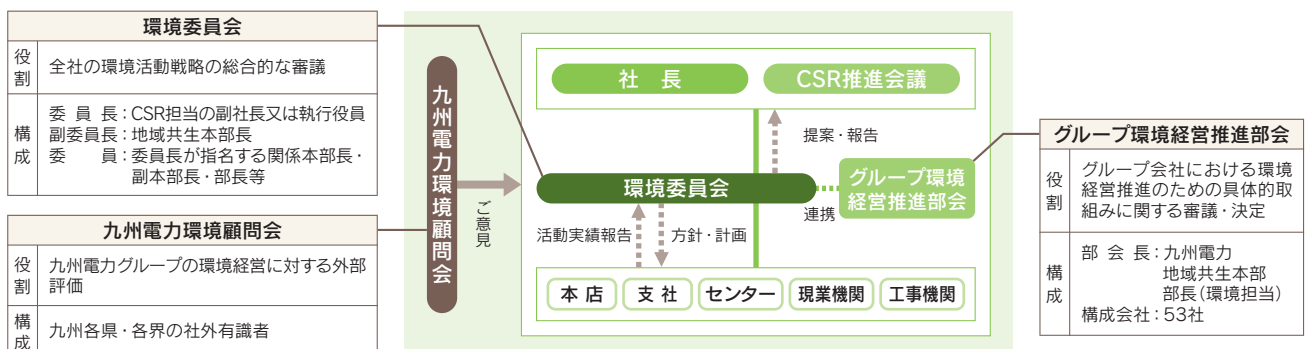 環境委員会
役割
全社の環境活動戦略の総合的な審議
構成
委員長：CSR担当の副社長又は執行役員
副委員長：地域共生本部長
委員：委員長が指名する関係本部長・
副本部長・部長等
九州電力環境顧問会
役割
九州電力グループの環境経営に対する外部
評価
構成
九州各県・各界の社外有識者
九州電力環境顧問会
ご意見
社長
CSR推進会議
提案・報告
環境委員会
連携
グループ環境
経営推進部会
活動実績報告
方針・計画
本店
支社
センター
現業機関
工事機関
グループ環境経営推進部会
役割
グループ会社における環境
経営推進のための具体的取
組みに関する審議・決定
構成
部会長：九州電力
地域共生本部
部長（環境担当）
構成会社：53社